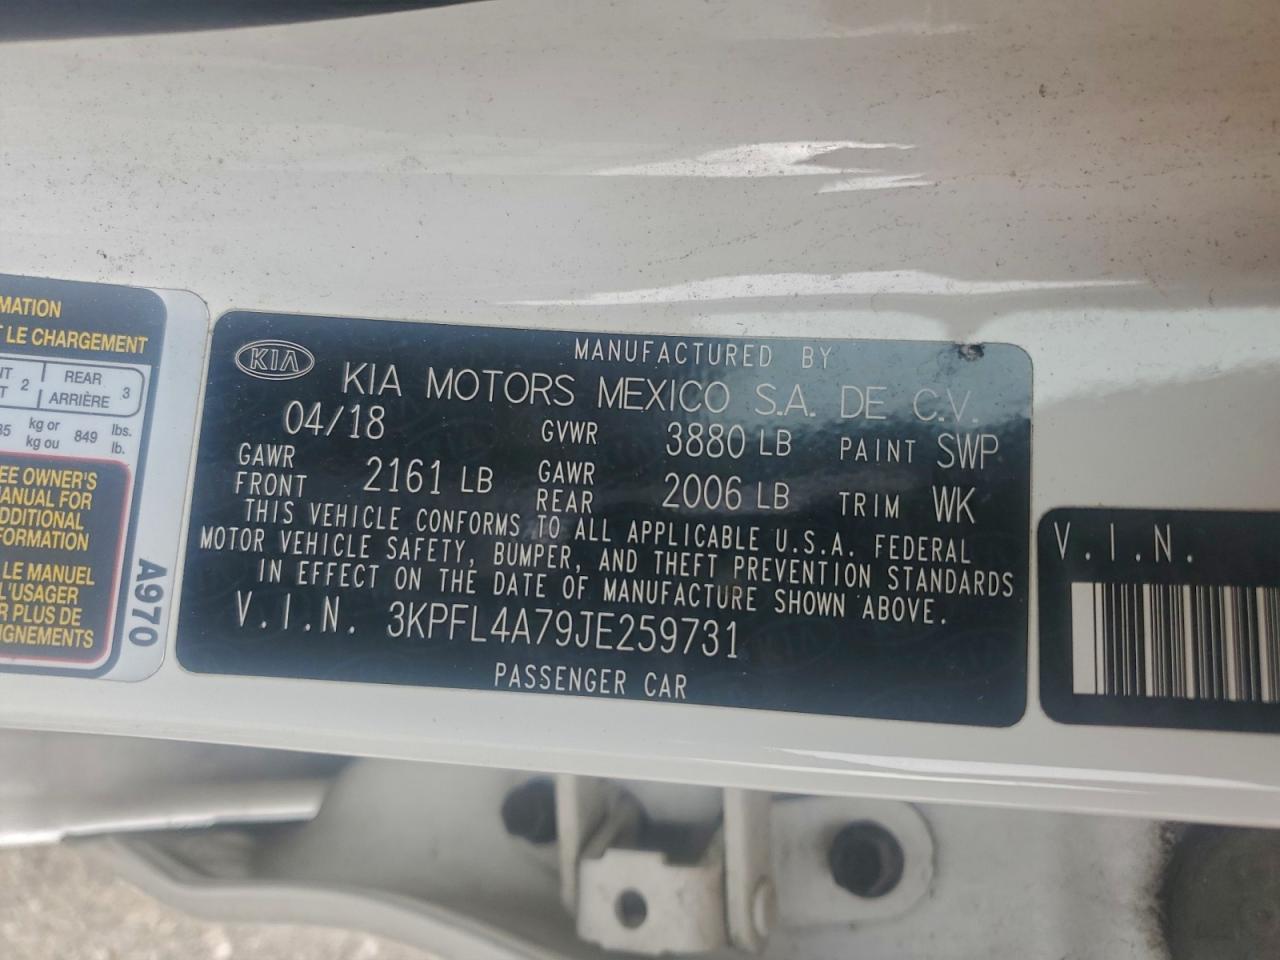 MATION
T LE CHARGEMENT
IT 2 REAR 3
T ARRIÈRE
35 kg or 849 lbs.
kg ou lb.
EE OWNER'S
MANUAL FOR
DDITIONAL
FORMATION
LE MANUEL
L'USAGER
R PLUS DE
IGNEMENTS
A970
KIA
MANUFACTURED BY
KIA MOTORS MEXICO S.A. DE C.V.
04/18 GVWR 3880 LB PAINT SWP
GAWR FRONT 2161 LB GAWR REAR 2006 LB TRIM WK
THIS VEHICLE CONFORMS TO ALL APPLICABLE U.S.A. FEDERAL
MOTOR VEHICLE SAFETY, BUMPER, AND THEFT PREVENTION STANDARDS
IN EFFECT ON THE DATE OF MANUFACTURE SHOWN ABOVE.
V.I.N. 3KPFL4A79JE259731
PASSENGER CAR
V.I.N.